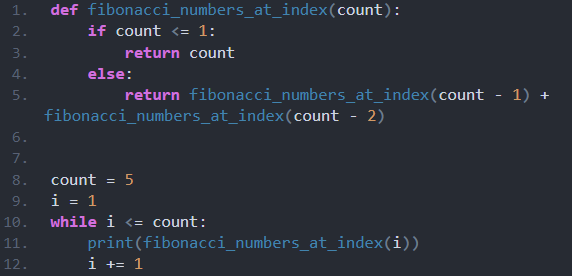 1. def fibonacci_numbers_at_index(count):
2.     if count <= 1:
3.         return count
4.     else:
5.         return fibonacci_numbers_at_index(count - 1) +
fibonacci_numbers_at_index(count - 2)
6.
7.
8. count = 5
9. i = 1
10. while i <= count:
11.     print(fibonacci_numbers_at_index(i))
12.     i += 1